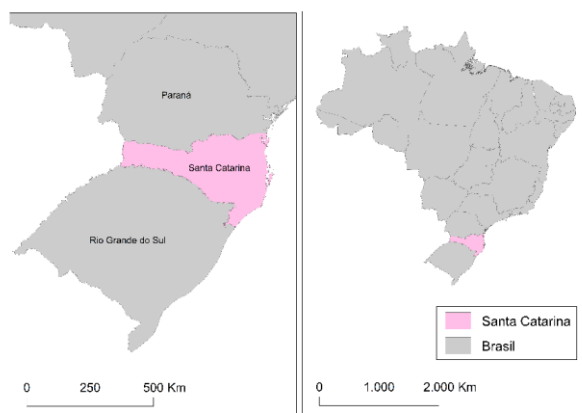 Paraná
Santa Catarina
Rio Grande do Sul
0 250 500 Km
Santa Catarina
Brasil
0 1.000 2.000 Km